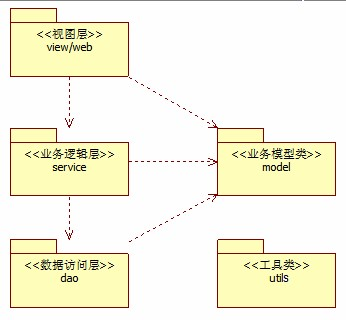 <<视图层>>
view/web
<<业务逻辑层>>
service
<<业务模型类>>
model
<<数据访问层>>
dao
<<工具类>>
utils